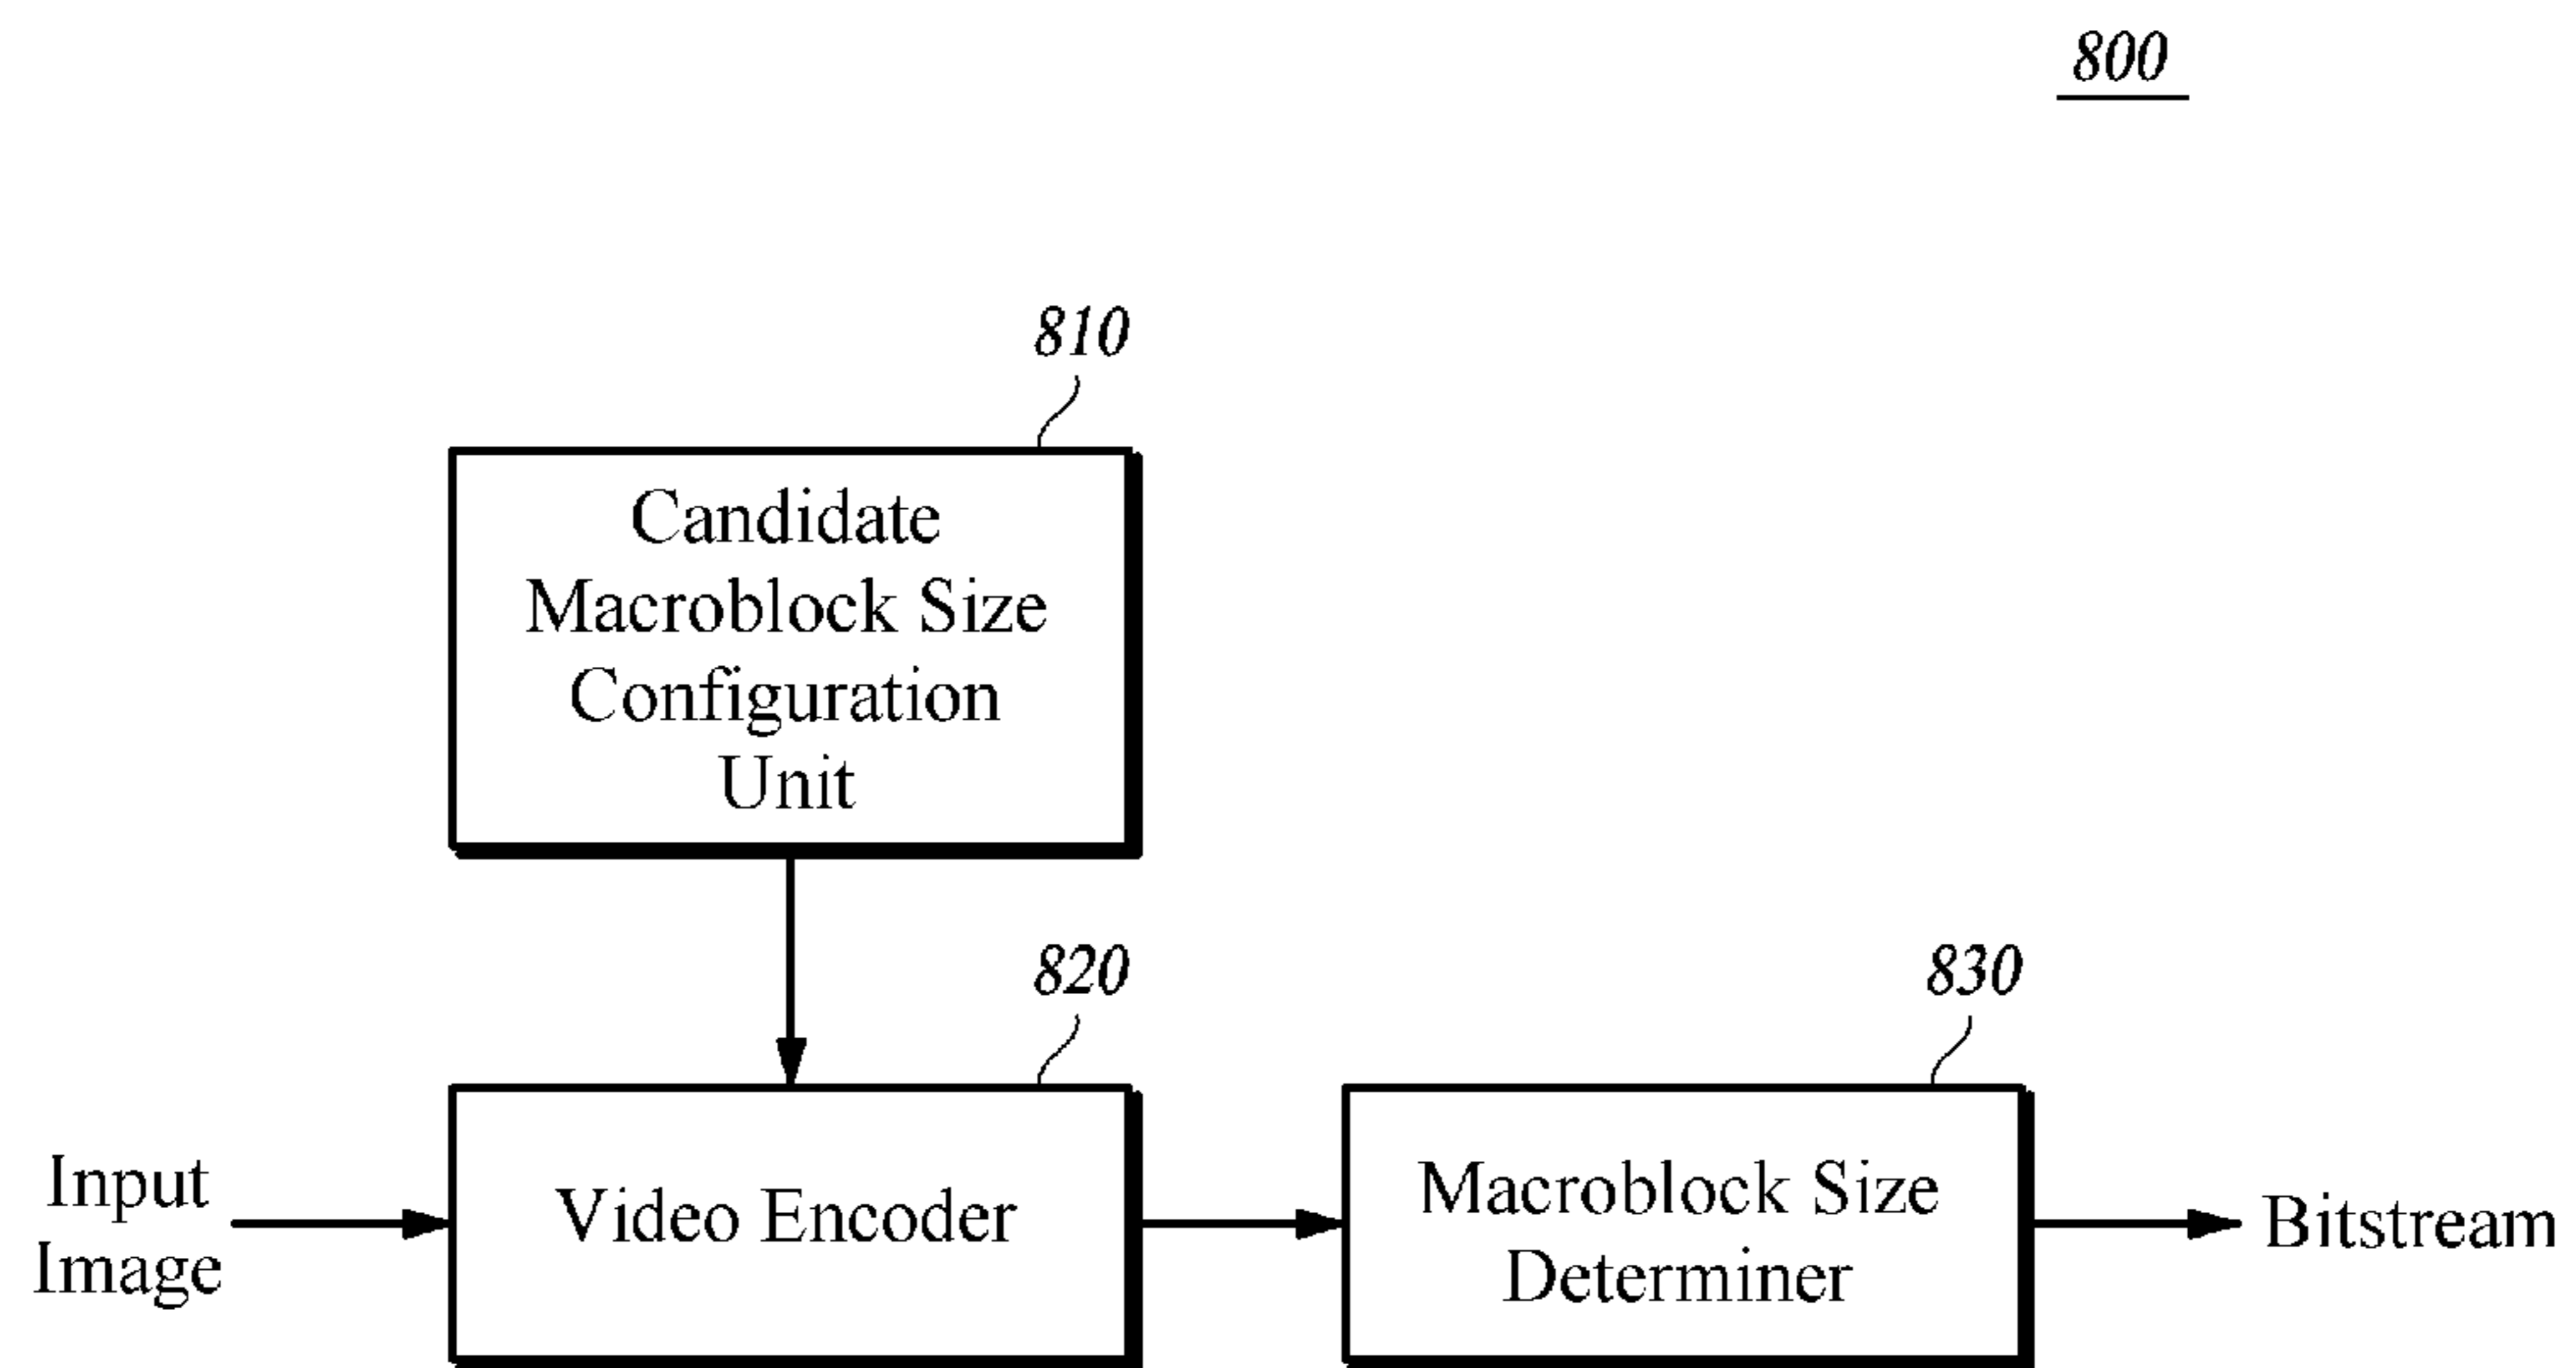 800
810
Candidate
Macroblock Size
Configuration
Unit
820
830
Input
Image
Video Encoder
Macroblock Size
Determiner
Bitstream